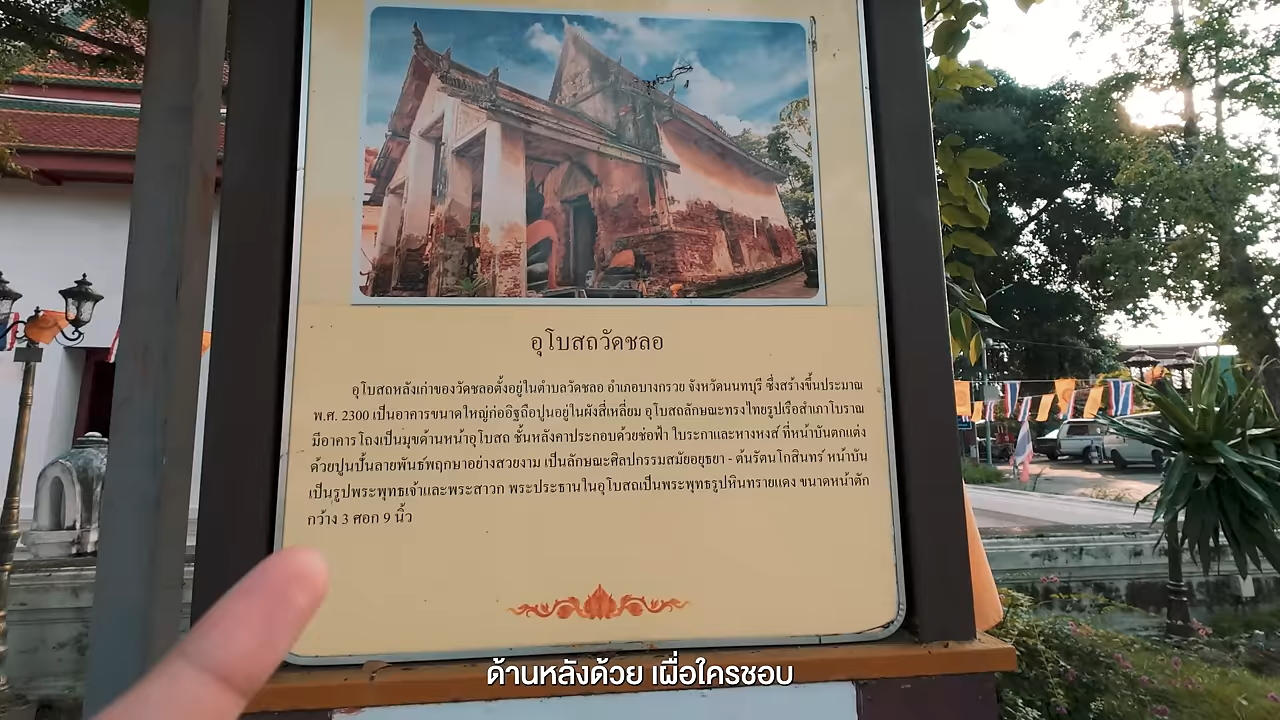 อุโบสถวัดชลอ
อุโบสถหลังเก่าของวัดชลอตั้งอยู่ในตำบลวัดชลอ อำเภอบางกรวย จังหวัดนนทบุรี ซึ่งสร้างขึ้นประมาณ
พ.ศ. 2300 เป็นอาคารขนาดใหญ่ก่ออิฐถือปูนอยู่ในผังสี่เหลี่ยม อุโบสถลักษณะทรงไทยรูปเรือสำเภาโบราณ
มีอาคารโถงเป็นมุขด้านหน้าอุโบสถ ชั้นหลังคาประกอบด้วยช่อฟ้า ใบระกาและหางหงส์ ที่หน้าบันตกแต่ง
ด้วยปูนปั้นลายพันธ์พฤกษาอย่างสวยงาม เป็นลักษณะศิลปกรรมสมัยอยุธยา - ต้นรัตนโกสินทร์ หน้าบัน
เป็นรูปพระพุทธเจ้าและพระสาวก พระประธานในอุโบสถเป็นพระพุทธรูปหินทรายแดง ขนาดหน้าตัก
กว้าง 3 ศอก 9 นิ้ว
ด้านหลังด้วย เผื่อใครชอบ